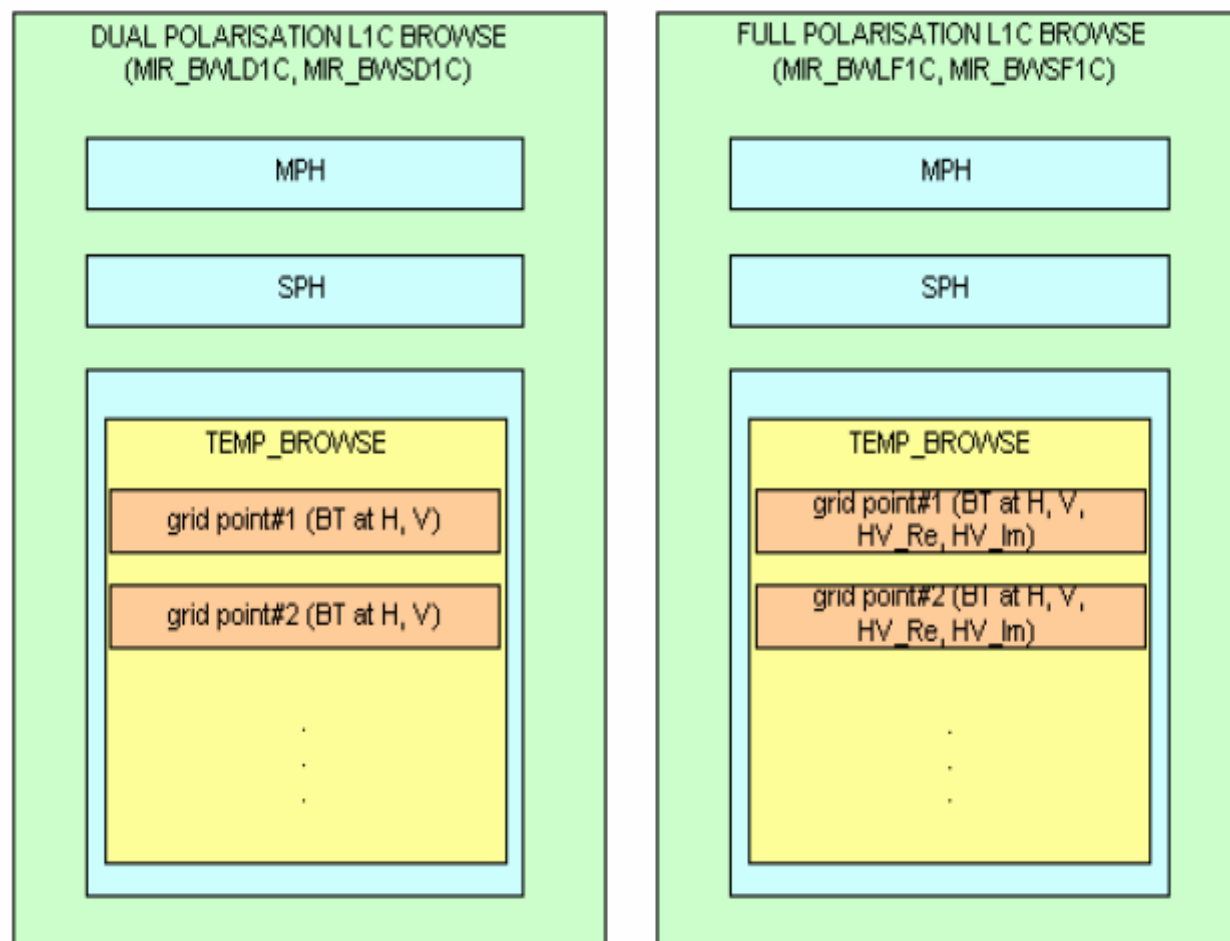 DUAL POLARISATION L1C BROWSE
(MIR_BWLD1C, MIR_BWSD1C)
MPH
SPH
TEMP_BROWSE
grid point#1 (BT at H, V)
grid point#2 (BT at H, V)
.
.
.
FULL POLARISATION L1C BROWSE
(MIR_BWLF1C, MIR_BWSF1C)
MPH
SPH
TEMP_BROWSE
grid point#1 (BT at H, V,
HV_Re, HV_Im)
grid point#2 (BT at H, V,
HV_Re, HV_Im)
.
.
.